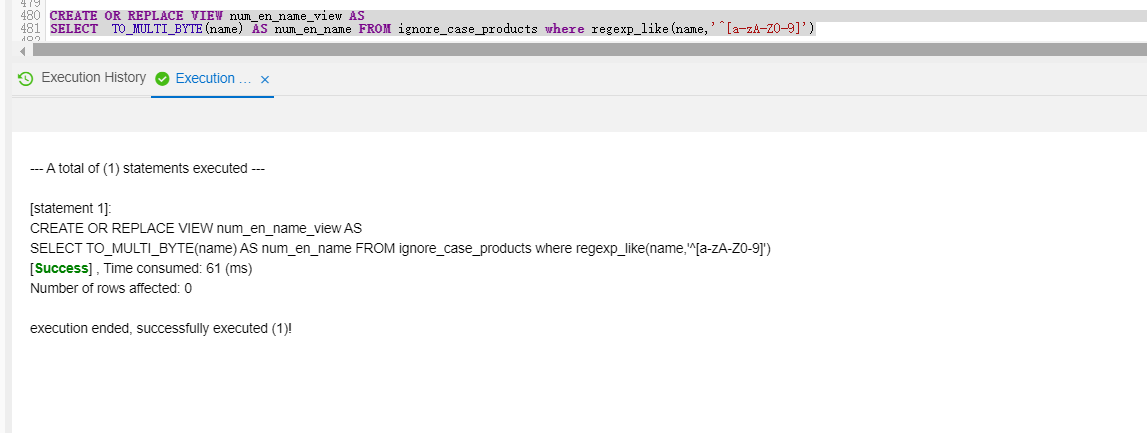 479
480 CREATE OR REPLACE VIEW num_en_name_view AS
481 SELECT  TO_MULTI_BYTE(name) AS num_en_name FROM ignore_case_products where regexp_like(name,'^[a-zA-Z0-9]')
482
Execution History Execution ... ×
--- A total of (1) statements executed ---
[statement 1]:
CREATE OR REPLACE VIEW num_en_name_view AS
SELECT TO_MULTI_BYTE(name) AS num_en_name FROM ignore_case_products where regexp_like(name,'^[a-zA-Z0-9]')
[Success] , Time consumed: 61 (ms)
Number of rows affected: 0
execution ended, successfully executed (1)!